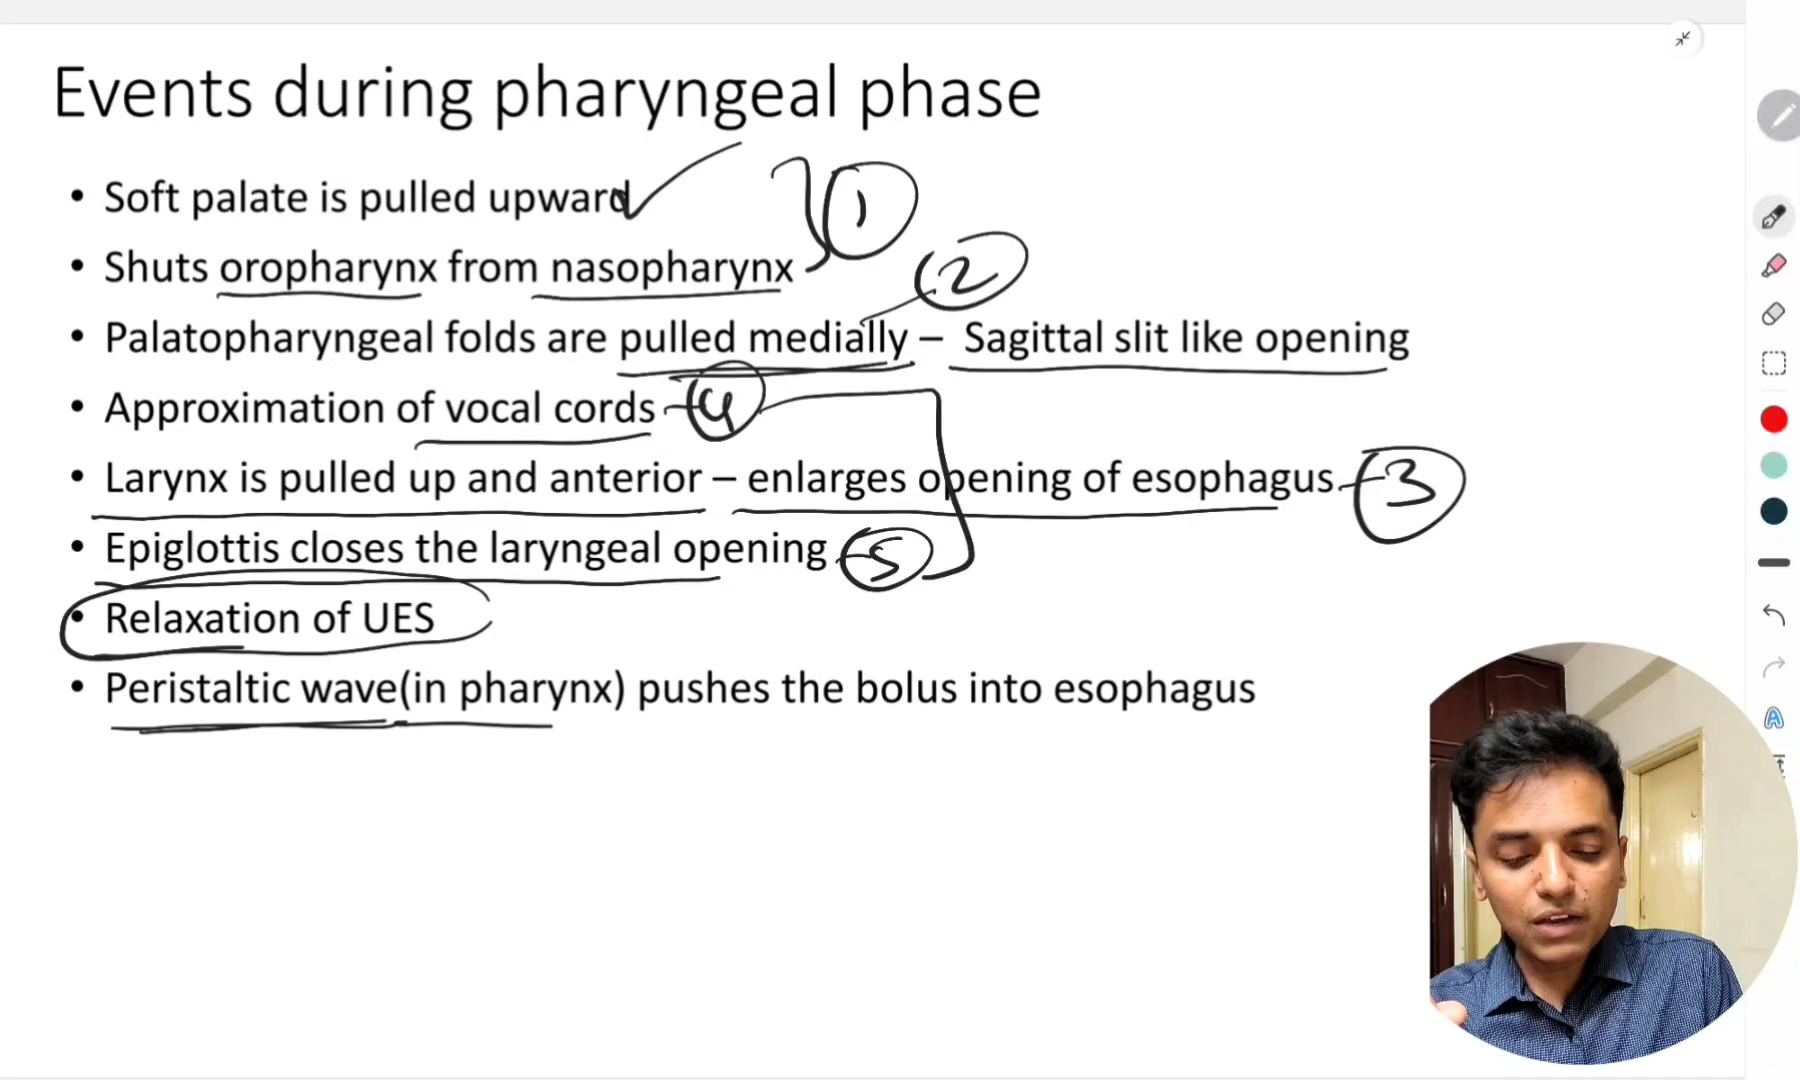 Events during pharyngeal phase
• Soft palate is pulled upward
1
• Shuts oropharynx from nasopharynx
2
• Palatopharyngeal folds are pulled medially – Sagittal slit like opening
• Approximation of vocal cords 4
• Larynx is pulled up and anterior – enlarges opening of esophagus 3
• Epiglottis closes the laryngeal opening 5
• Relaxation of UES
• Peristaltic wave(in pharynx) pushes the bolus into esophagus
A